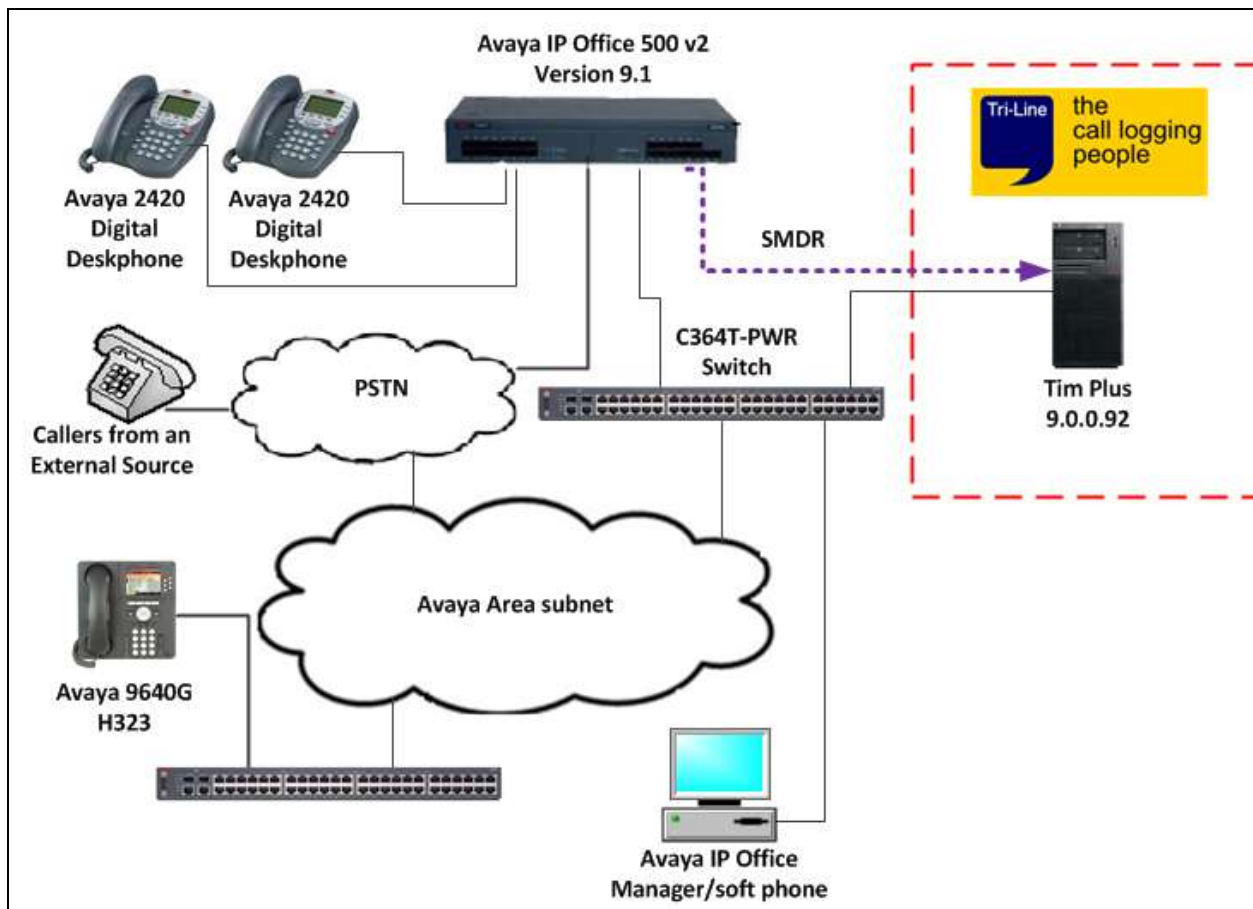 Avaya IP Office 500 v2
Version 9.1
Avaya 2420
Digital
Deskphone
Avaya 2420
Digital
Deskphone
Tri-Line
the
call logging
people
SMDR
C364T-PWR
Switch
Tim Plus
9.0.0.92
PSTN
Callers from an
External Source
Avaya Area subnet
Avaya 9640G
H323
Avaya IP Office
Manager/soft phone